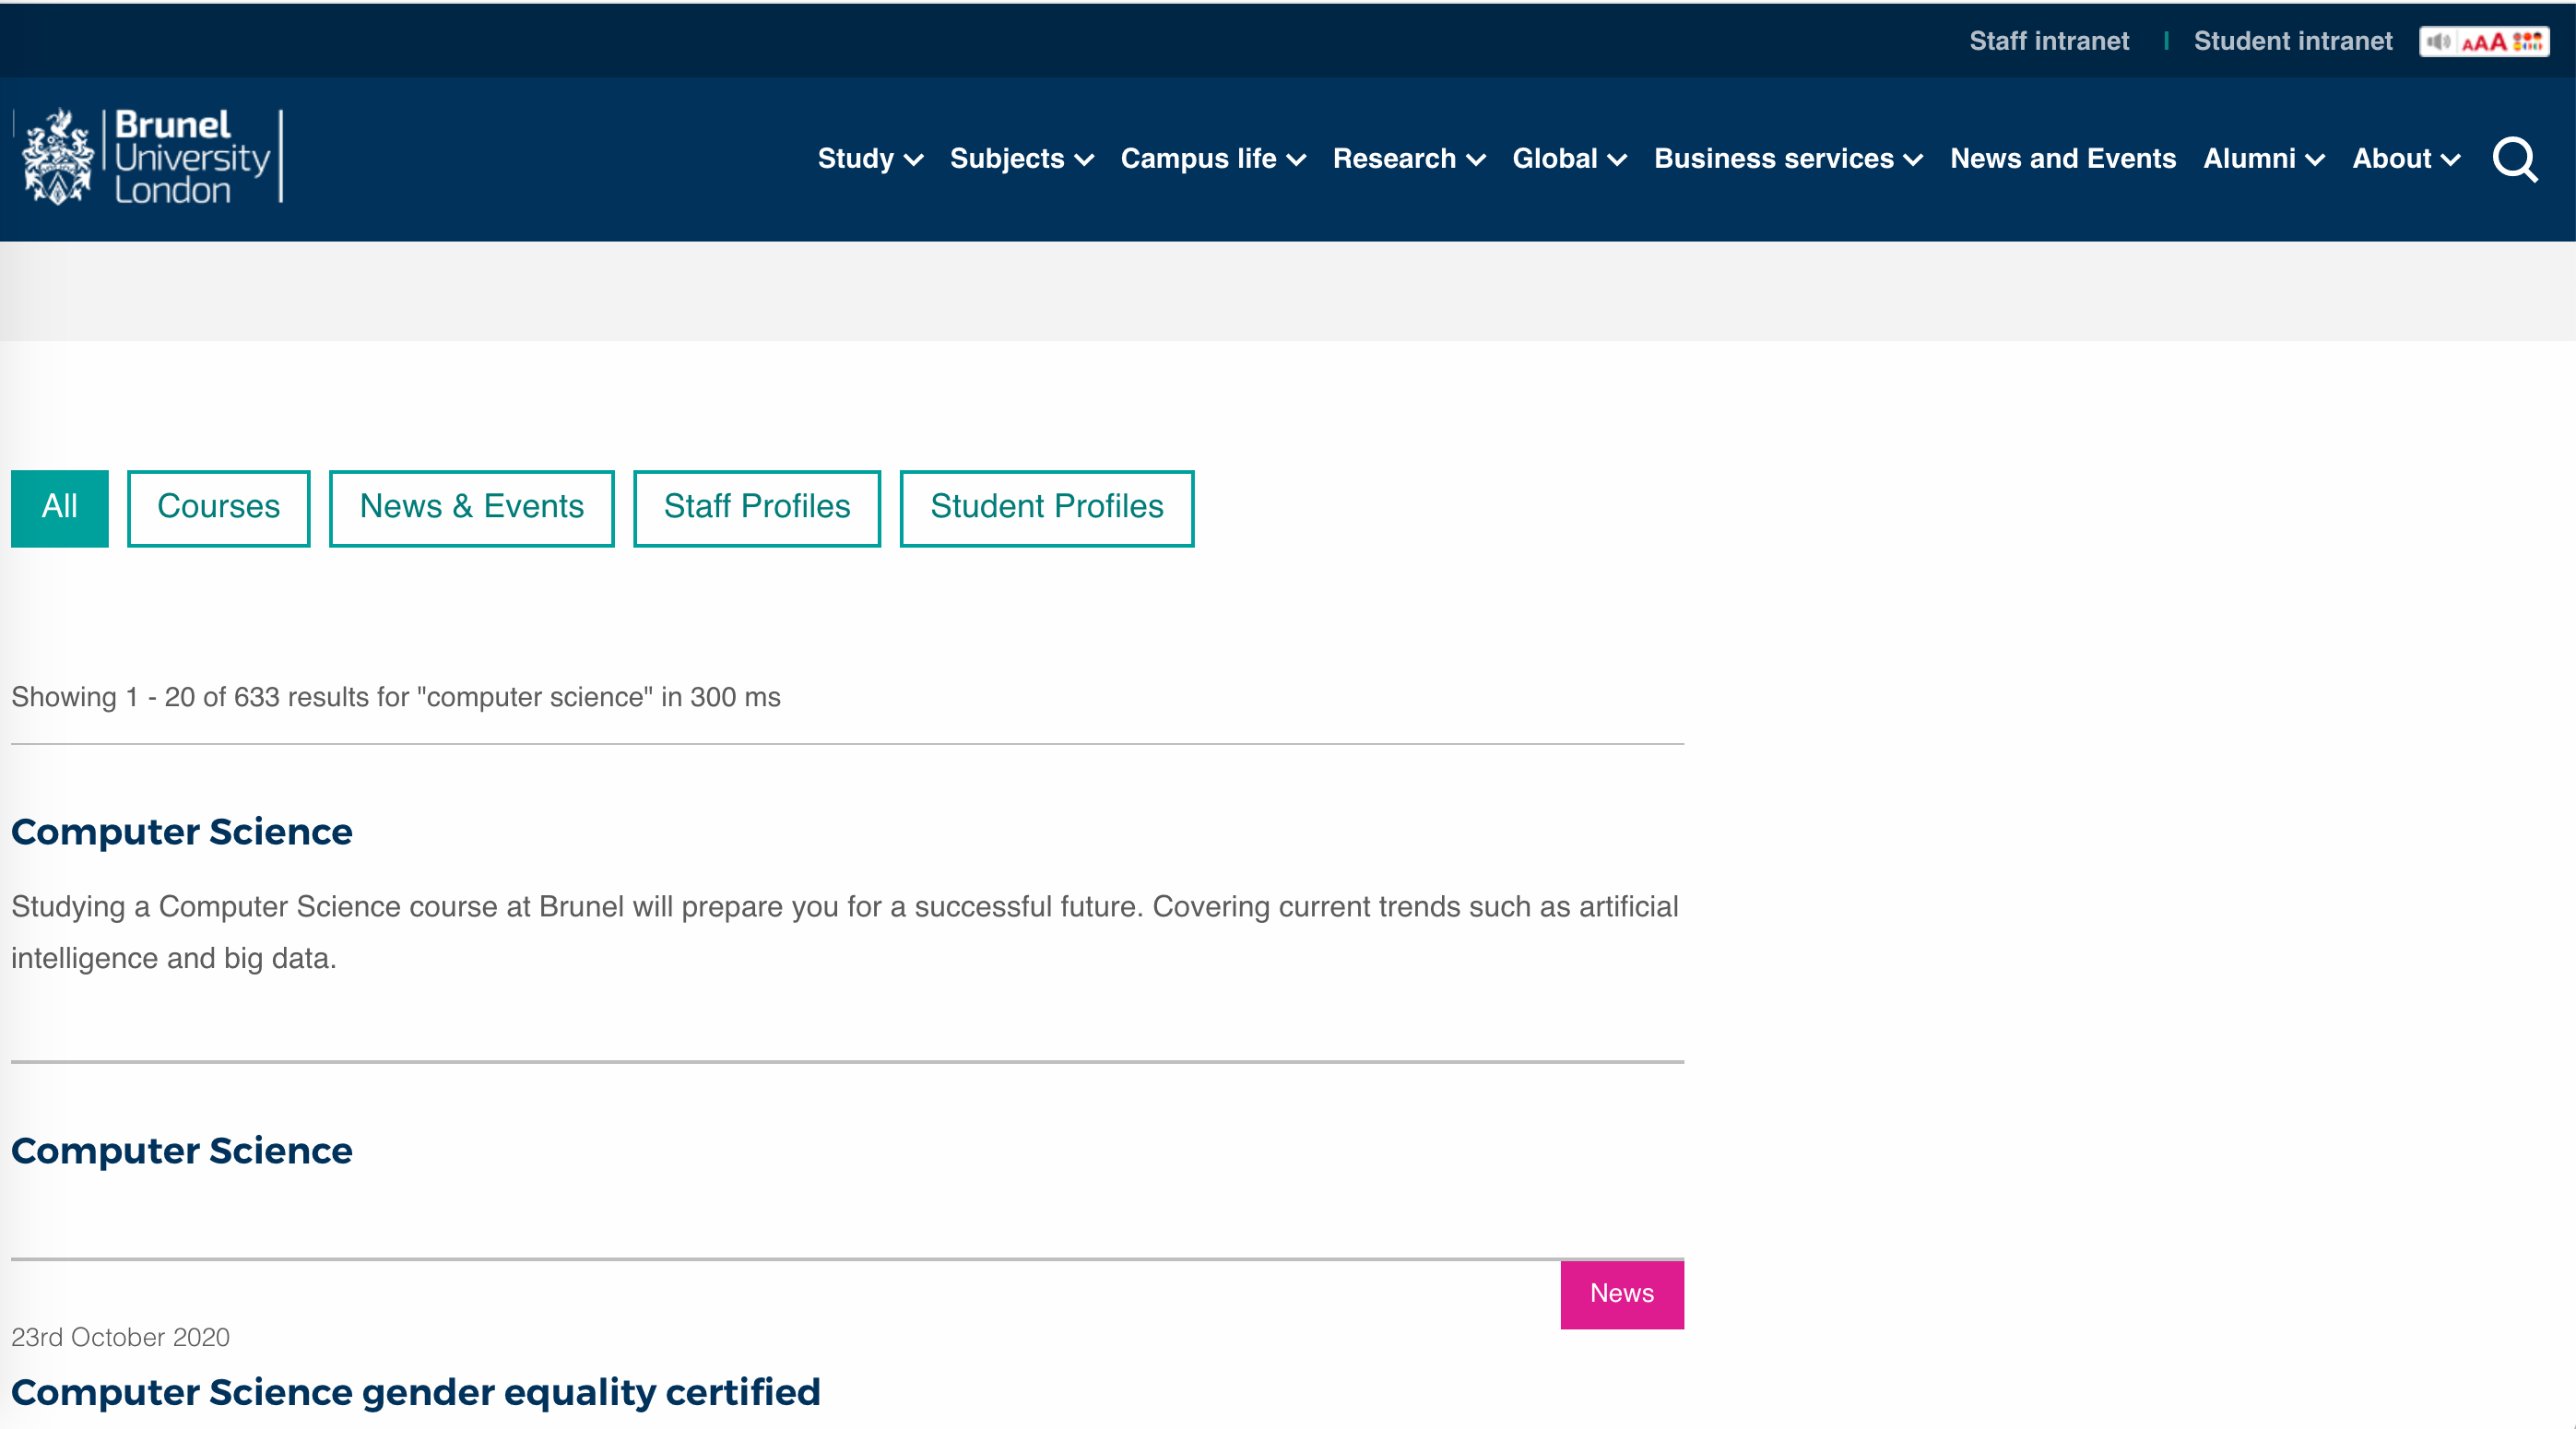 Staff intranet | Student intranet AAA
Brunel
University
London
Study Subjects Campus life Research Global Business services News and Events Alumni About
All Courses News & Events Staff Profiles Student Profiles
Showing 1 - 20 of 633 results for "computer science" in 300 ms
Computer Science
Studying a Computer Science course at Brunel will prepare you for a successful future. Covering current trends such as artificial
intelligence and big data.
Computer Science
News
23rd October 2020
Computer Science gender equality certified